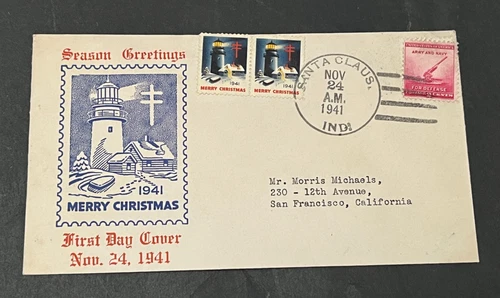 Season Greetings
1941
MERRY CHRISTMAS
First Day Cover
Nov. 24, 1941
1941
MERRY CHRISTMAS
1941
MERRY CHRISTMAS
SANTA CLAUS,
NOV
24
A.M.
1941
IND.
ARMY AND NAVY
FOR DEFENSE
Mr. Morris Michaels,
230 - 12th Avenue,
San Francisco, California